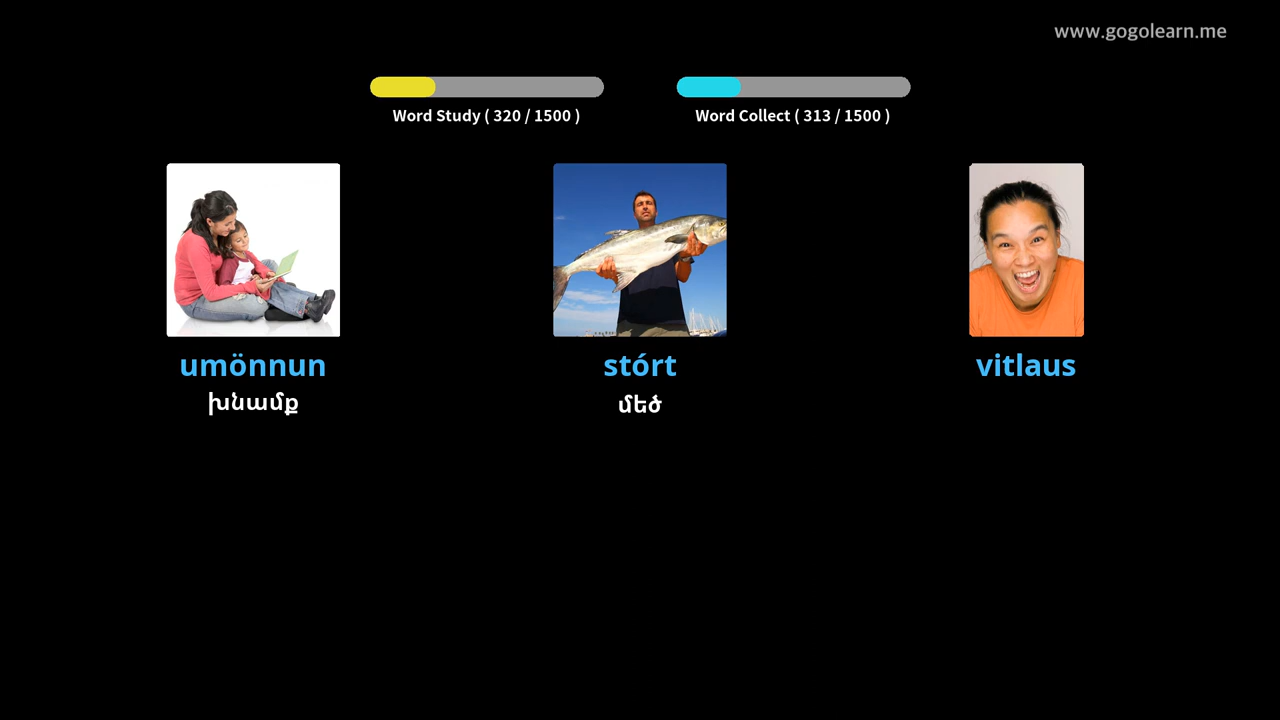 www.gogolearn.me
Word Study ( 320 / 1500 )
Word Collect ( 313 / 1500 )
umönnun
stórt
vitlaus
խնամք
մեծ